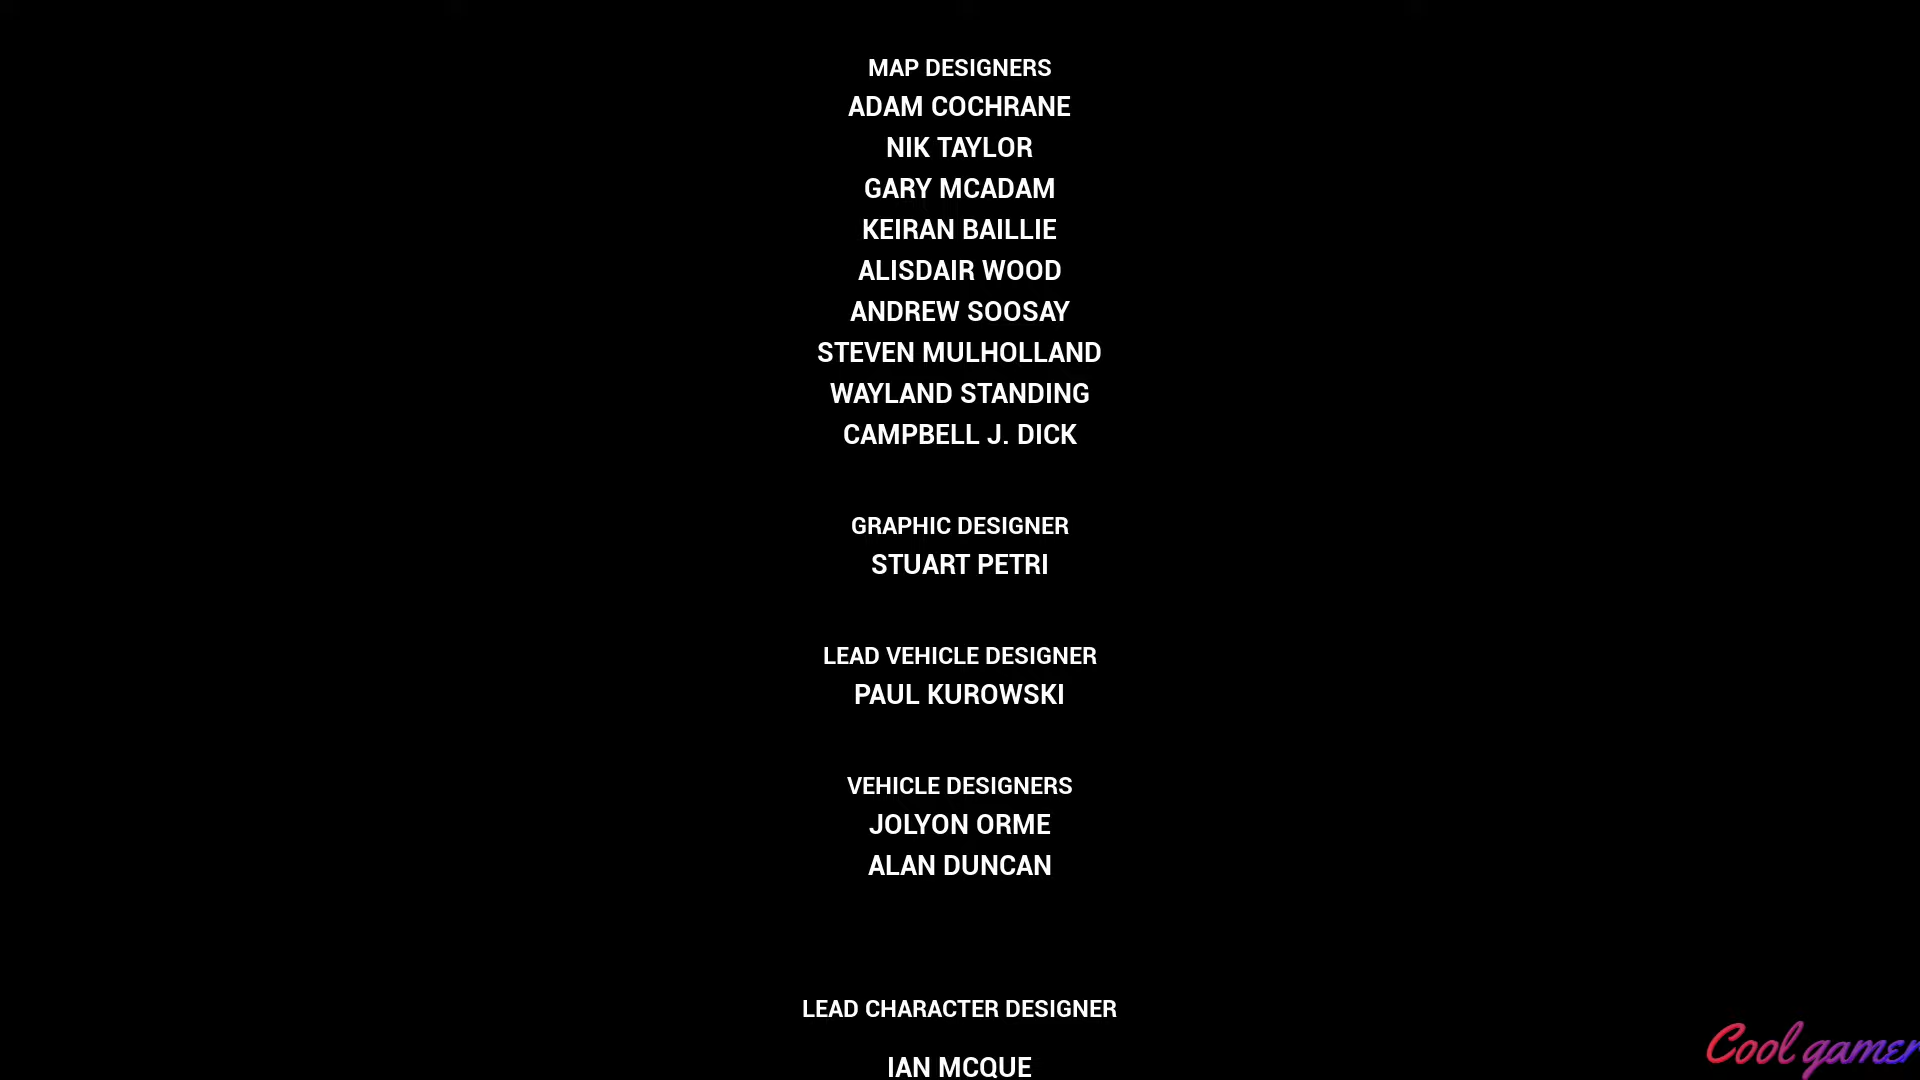 MAP DESIGNERS
ADAM COCHRANE
NIK TAYLOR
GARY MCADAM
KEIRAN BAILLIE
ALISDAIR WOOD
ANDREW SOOSAY
STEVEN MULHOLLAND
WAYLAND STANDING
CAMPBELL J. DICK
GRAPHIC DESIGNER
STUART PETRI
LEAD VEHICLE DESIGNER
PAUL KUROWSKI
VEHICLE DESIGNERS
JOLYON ORME
ALAN DUNCAN
LEAD CHARACTER DESIGNER
IAN MCQUE
Cool gamer